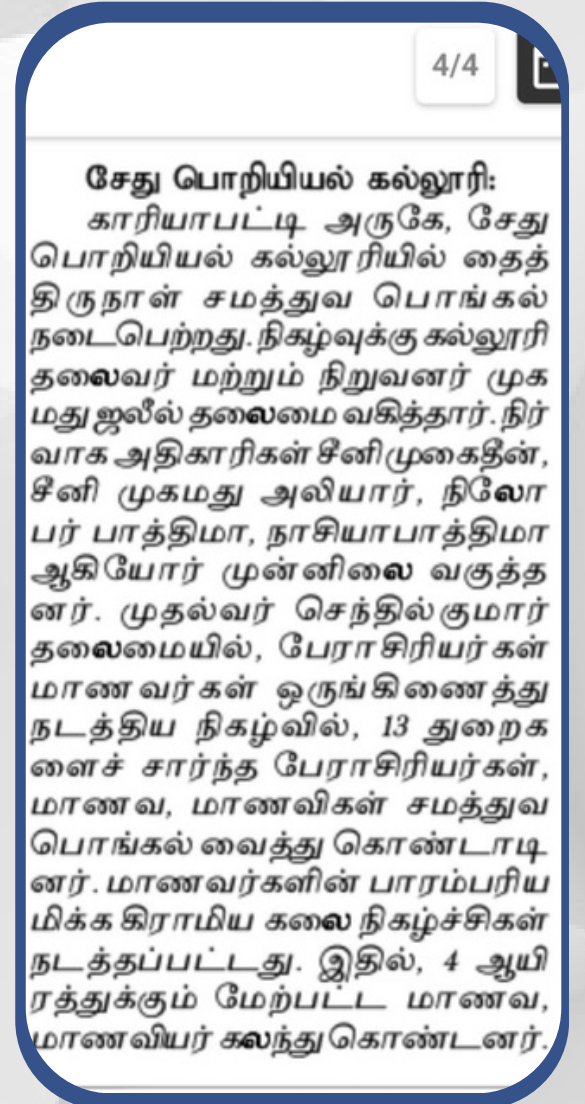 4/4
சேது பொறியியல் கல்லூரி:
காரியாபட்டி அருகே, சேது
பொறியியல் கல்லூரியில் தைத்
திருநாள் சமத்துவ பொங்கல்
நடைபெற்றது. நிகழ்வுக்கு கல்லூரி
தலைவர் மற்றும் நிறுவனர் முக
மது ஜலீல் தலைமை வகித்தார். நிர்
வாக அதிகாரிகள் சீனி முகைதீன்,
சீனி முகமது அலியார், நிலோ
பர் பாத்திமா, நாசியாபாத்திமா
ஆகியோர் முன்னிலை வகுத்த
னர். முதல்வர் செந்தில்குமார்
தலைமையில், பேராசிரியர்கள்
மாணவர்கள் ஒருங்கிணைத்து
நடத்திய நிகழ்வில், 13 துறைக
ளைச் சார்ந்த பேராசிரியர்கள்,
மாணவ, மாணவிகள் சமத்துவ
பொங்கல் வைத்து கொண்டாடி
னர். மாணவர்களின் பாரம்பரிய
மிக்க கிராமிய கலை நிகழ்ச்சிகள்
நடத்தப்பட்டது. இதில், 4 ஆயி
ரத்துக்கும் மேற்பட்ட மாணவ,
மாணவியர் கலந்து கொண்டனர்.